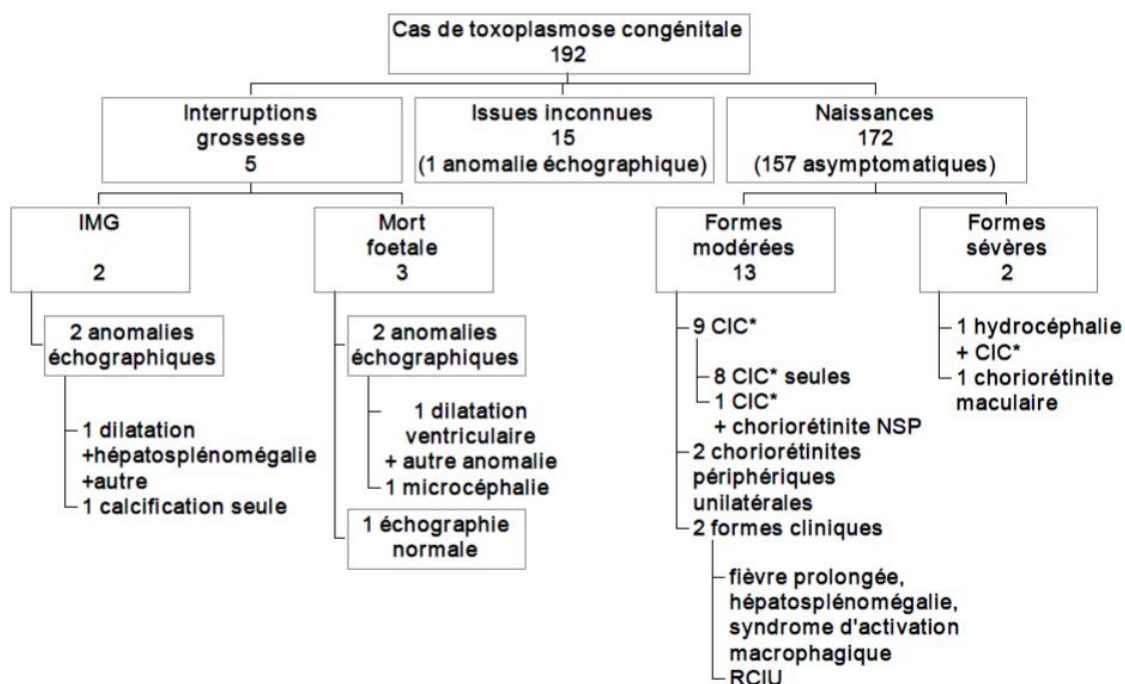 Cas de toxoplasmose congénitale
192
Interruptions
grossesse
5
Issues inconnues
15
(1 anomalie échographique)
Naissances
172
(157 asymptomatiques)
IMG
2
Mort
foetale
3
Formes
modérées
13
Formes
sévères
2
2 anomalies
échographiques
1 dilatation
+hépatosplénomégalie
+autre
1 calcification seule
2 anomalies
échographiques
1 dilatation
ventriculaire
+ autre anomalie
1 microcéphalie
1 échographie
normale
9 CIC*
8 CIC* seules
1 CIC*
+ choriorétinite NSP
2 choriorétinites
périphériques
unilatérales
2 formes cliniques
fièvre prolongée,
hépatosplénomégalie,
syndrome d'activation
macrophagique
RCIU
1 hydrocéphalie
+ CIC*
1 choriorétinite
maculaire